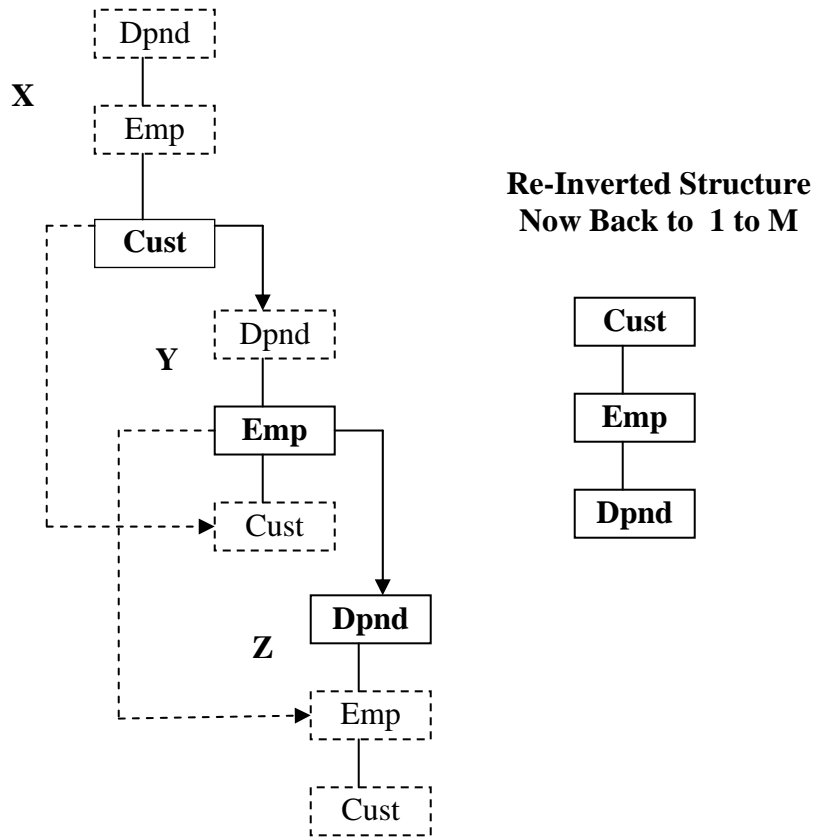 Dpnd
X
Emp
Cust
Dpnd
Y
Emp
Cust
Dpnd
Z
Emp
Cust
Re-Inverted Structure
Now Back to 1 to M
Cust
Emp
Dpnd